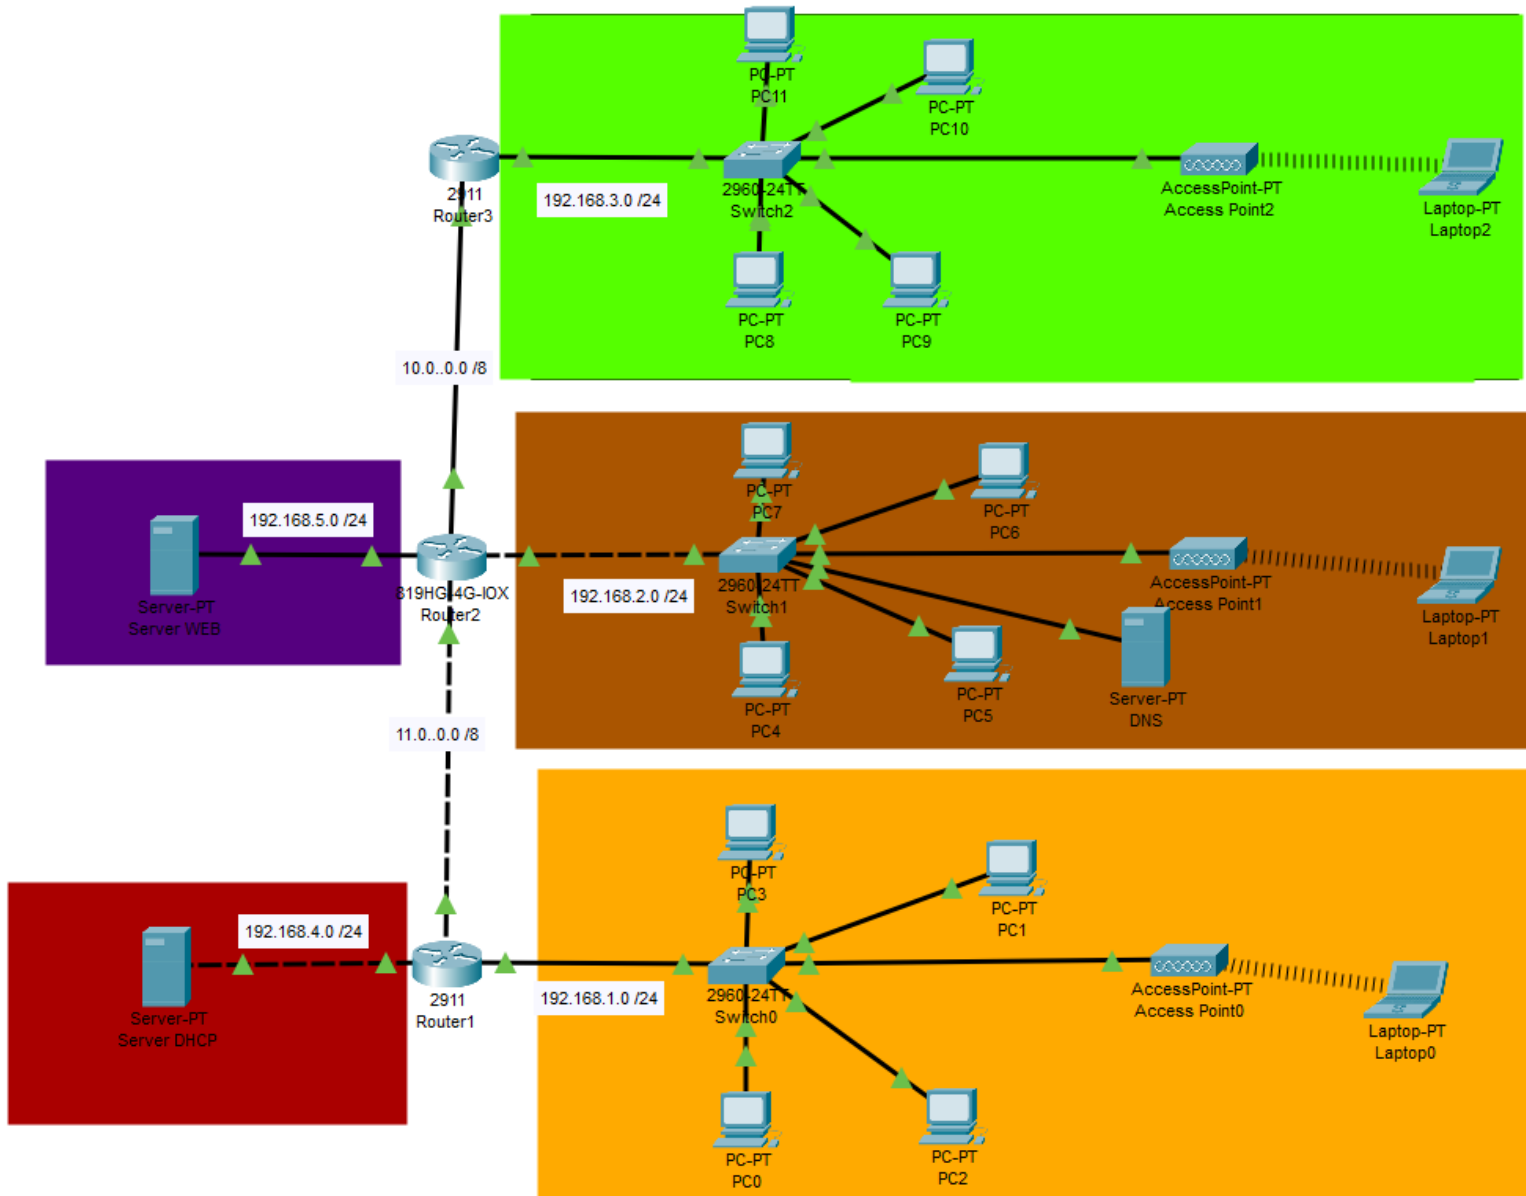 PC-PT
PC11
PC-PT
PC10
2911
Router3
192.168.3.0 /24
2960-24TT
Switch2
AccessPoint-PT
Access Point2
Laptop-PT
Laptop2
PC-PT
PC8
PC-PT
PC9
10.0..0.0 /8
192.168.5.0 /24
Server-PT
Server WEB
819HG-4G-IOX
Router2
192.168.2.0 /24
PC-PT
PC7
PC-PT
PC6
2960-24TT
Switch1
AccessPoint-PT
Access Point1
Laptop-PT
Laptop1
PC-PT
PC4
PC-PT
PC5
Server-PT
DNS
11.0..0.0 /8
192.168.4.0 /24
Server-PT
Server DHCP
2911
Router1
192.168.1.0 /24
PC-PT
PC3
PC-PT
PC1
2960-24TT
Switch0
AccessPoint-PT
Access Point0
Laptop-PT
Laptop0
PC-PT
PC0
PC-PT
PC2